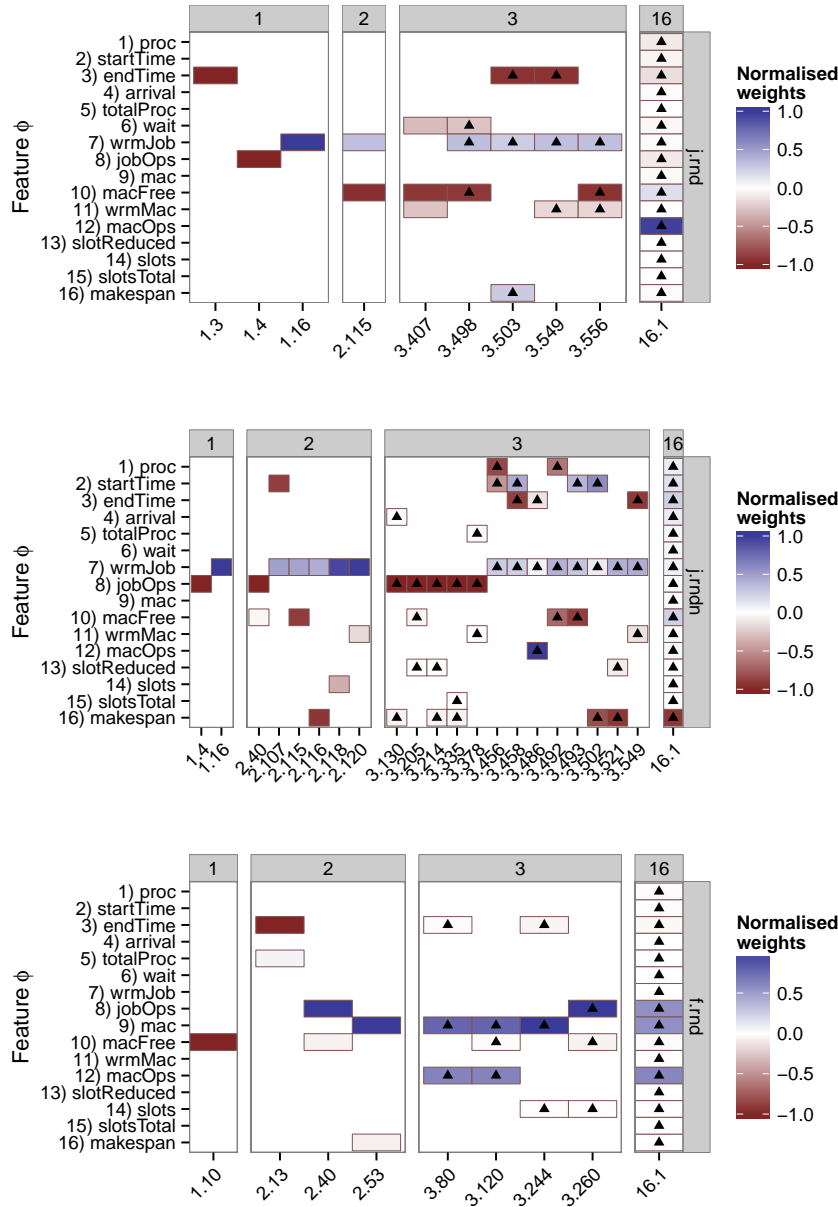 1 2 3 16
1) proc
2) startTime
3) endTime
4) arrival
5) totalProc
6) wait
7) wrmJob
8) jobOps
9) mac
10) macFree
11) wrmMac
12) macOps
13) slotReduced
14) slots
15) slotsTotal
16) makespan
Feature ϕ
1.3 1.4 1.16 2.115 3.407 3.498 3.503 3.549 3.556 16.1
j.rnd
Normalised
weights
1.0
0.5
0.0
−0.5
−1.0
1 2 3 16
1) proc
2) startTime
3) endTime
4) arrival
5) totalProc
6) wait
7) wrmJob
8) jobOps
9) mac
10) macFree
11) wrmMac
12) macOps
13) slotReduced
14) slots
15) slotsTotal
16) makespan
Feature ϕ
1.4 1.16 2.40 2.107 2.115 2.116 2.118 2.120 3.130 3.205 3.214 3.335 3.378 3.456 3.458 3.486 3.492 3.493 3.502 3.521 3.549 16.1
j.rndn
Normalised
weights
1.0
0.5
0.0
−0.5
−1.0
1 2 3 16
1) proc
2) startTime
3) endTime
4) arrival
5) totalProc
6) wait
7) wrmJob
8) jobOps
9) mac
10) macFree
11) wrmMac
12) macOps
13) slotReduced
14) slots
15) slotsTotal
16) makespan
Feature ϕ
1.10 2.13 2.40 2.53 3.80 3.120 3.244 3.260 16.1
f.rnd
Normalised
weights
0.5
0.0
−0.5
−1.0